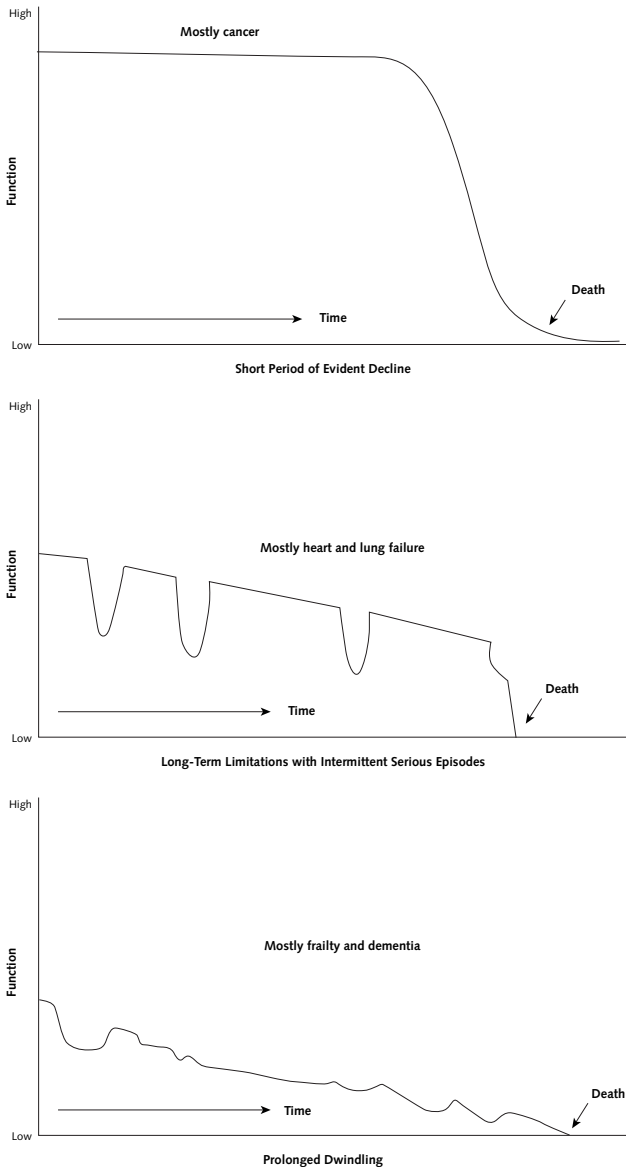 High
Mostly cancer
Function
Death
Time
Low
Short Period of Evident Decline
High
Mostly heart and lung failure
Function
Death
Time
Low
Long-Term Limitations with Intermittent Serious Episodes
High
Mostly frailty and dementia
Function
Death
Time
Low
Prolonged Dwindling